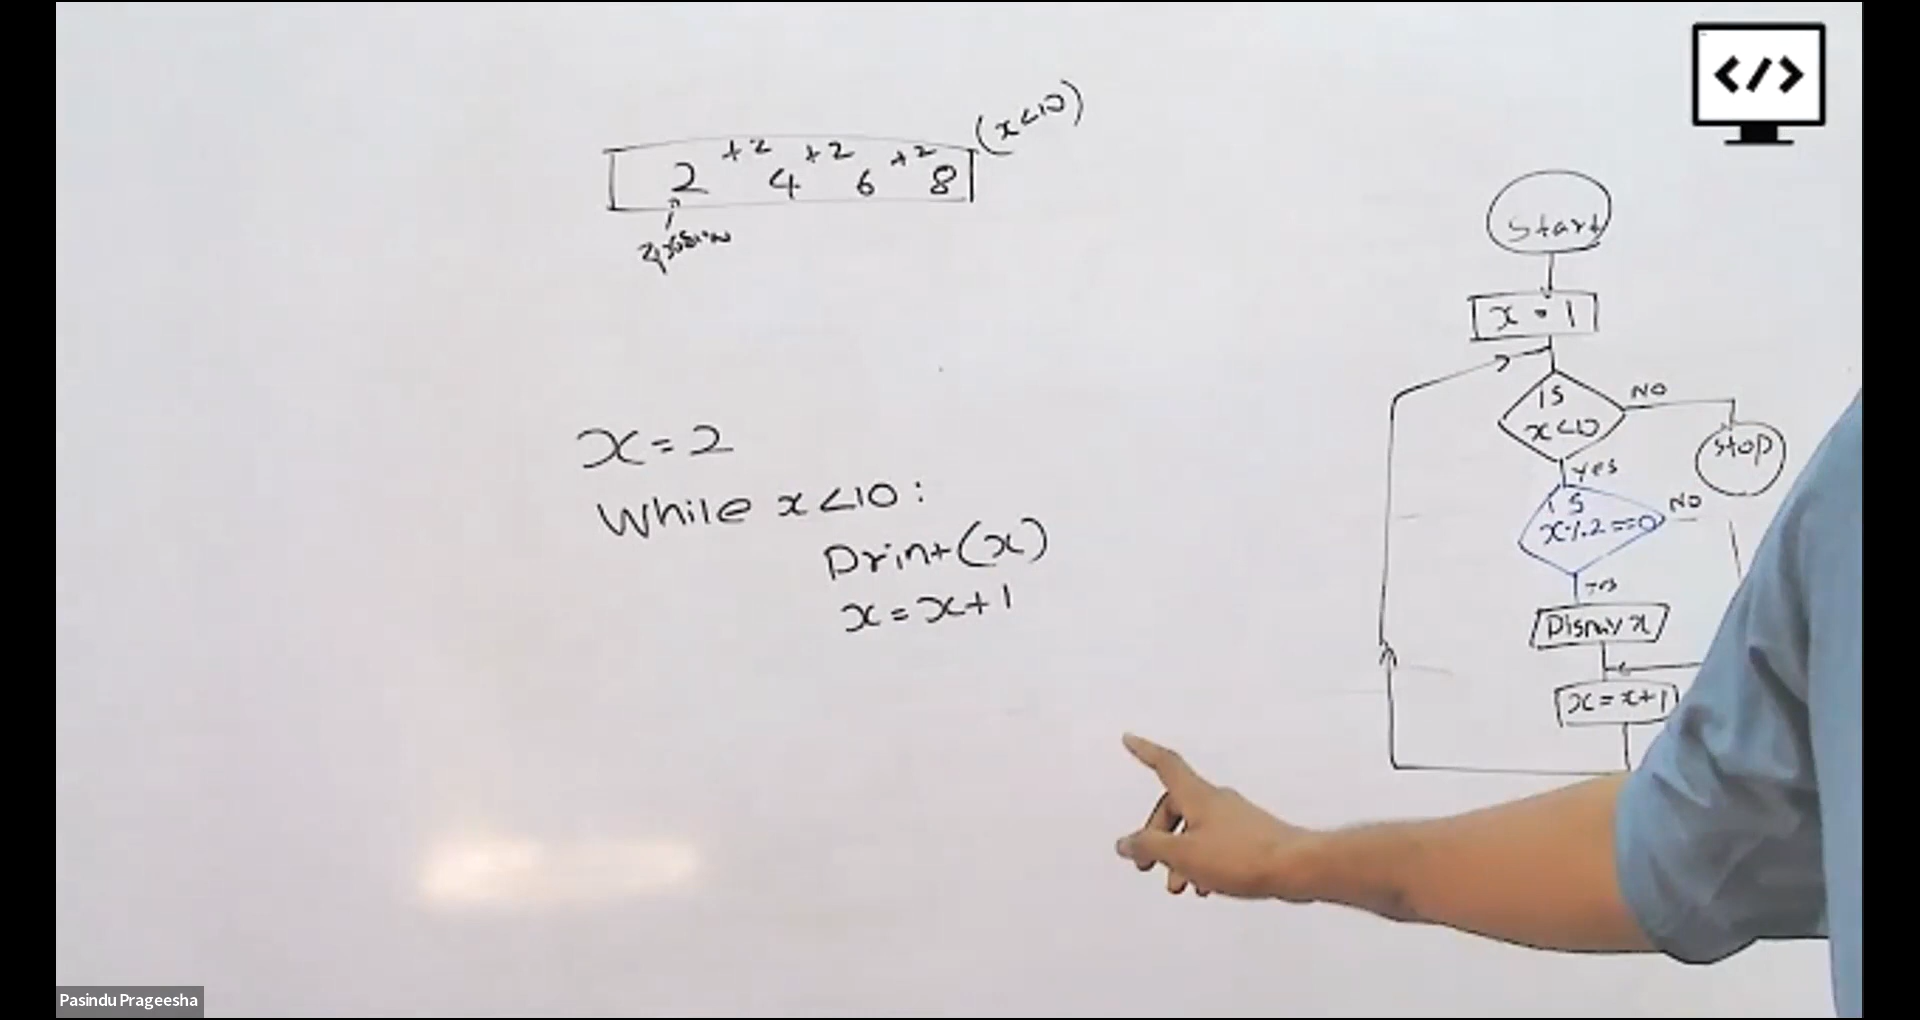 (x<10)
+2 +2 +2
2 4 6 8
x=2
While x<10:
Print(x)
x=x+1
Start
x=1
is
x<10
NO
Stop
Yes
is
x%2==0
NO
Yes
Display x
x=x+1
</>
Pasindu Prageesha